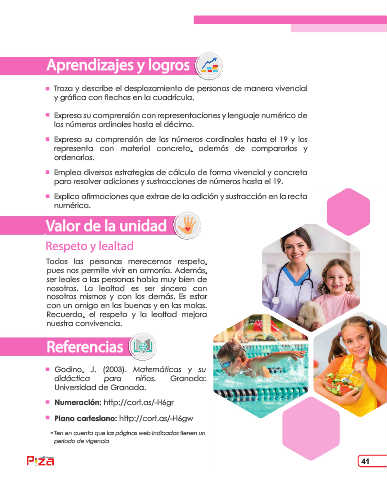 Aprendizajes y logros
Traza y describe el desplazamiento de personas de manera vivencial
y gráfica con flechas en la cuadrícula.
Expresa su comprensión con representaciones y lenguaje numérico de
los números ordinales hasta el décimo.
Expresa su comprensión de los números cardinales hasta el 19 y los
representa con material concreto, además de compararlos y
ordenarlos.
Emplea diversas estrategias de cálculo de forma vivencial y concreta
para resolver adiciones y sustracciones de números hasta el 19.
Explica afirmaciones que extrae de la adición y sustracción en la recta
numérica.
Valor de la unidad
Respeto y lealtad
Todas las personas merecemos respeto,
pues nos permite vivir en armonía. Además,
ser leales a las personas habla muy bien de
nosotros. La lealtad es ser sincero con
nosotros mismos y con los demás. Es estar
con un amigo en las buenas y en las malas.
Recuerda, el respeto y la lealtad mejora
nuestra convivencia.
Referencias
Godino, J. (2003). Matemáticas y su
didáctica para niños. Granada:
Universidad de Granada.
Numeración: http://cort.as/-H6gr
Plano cartesiano: http://cort.as/-H6gw
*Ten en cuenta que las páginas web indicadas tienen un
periodo de vigencia
PIZA
41